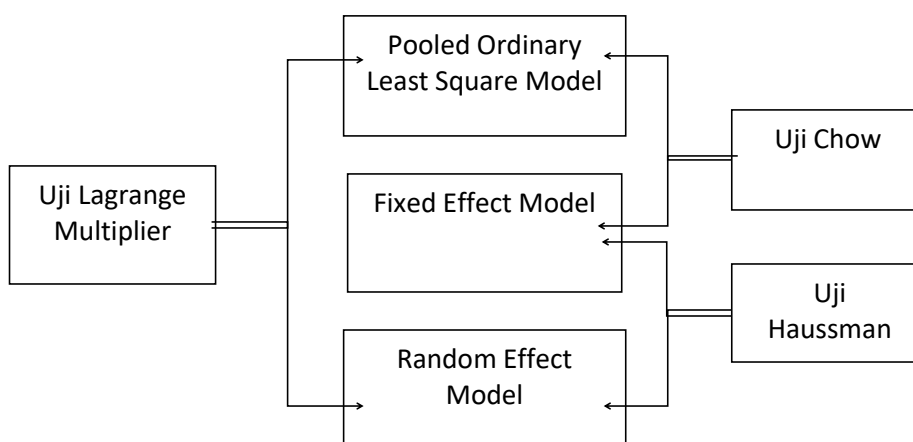 Pooled Ordinary
Least Square Model
Uji Chow
Uji Lagrange
Multiplier
Fixed Effect Model
Uji
Haussman
Random Effect
Model